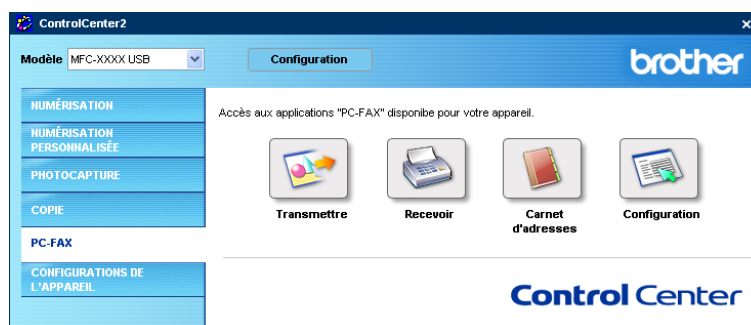 ControlCenter2
Modèle MFC-XXXX USB
Configuration
brother
NUMÉRISATION
NUMÉRISATION
PERSONNALISÉE
PHOTOCAPTURE
COPIE
PC-FAX
CONFIGURATIONS DE
L'APPAREIL
Accès aux applications "PC-FAX" disponibe pour votre appareil.
Transmettre
Recevoir
Carnet
d'adresses
Configuration
Control Center